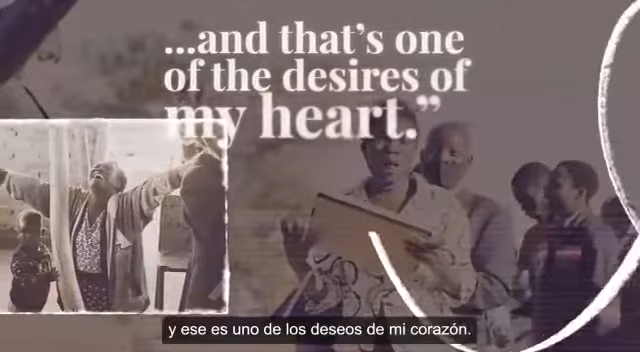 ...and that's one
of the desires of
my heart.”
y ese es uno de los deseos de mi corazón.